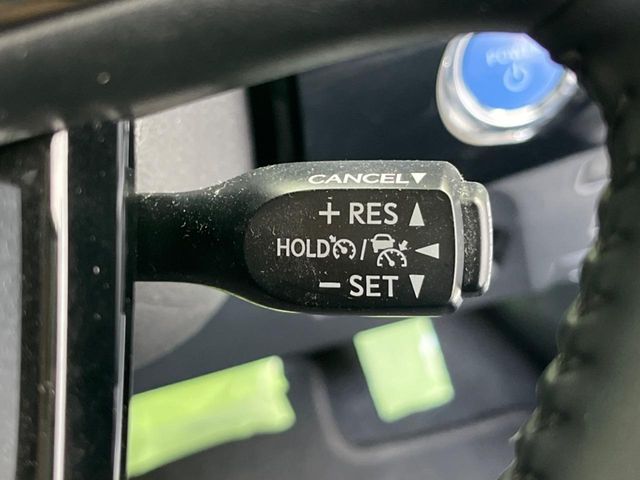 POWER
CANCEL▼
+ RES ▲
HOLD / ◀
− SET ▼